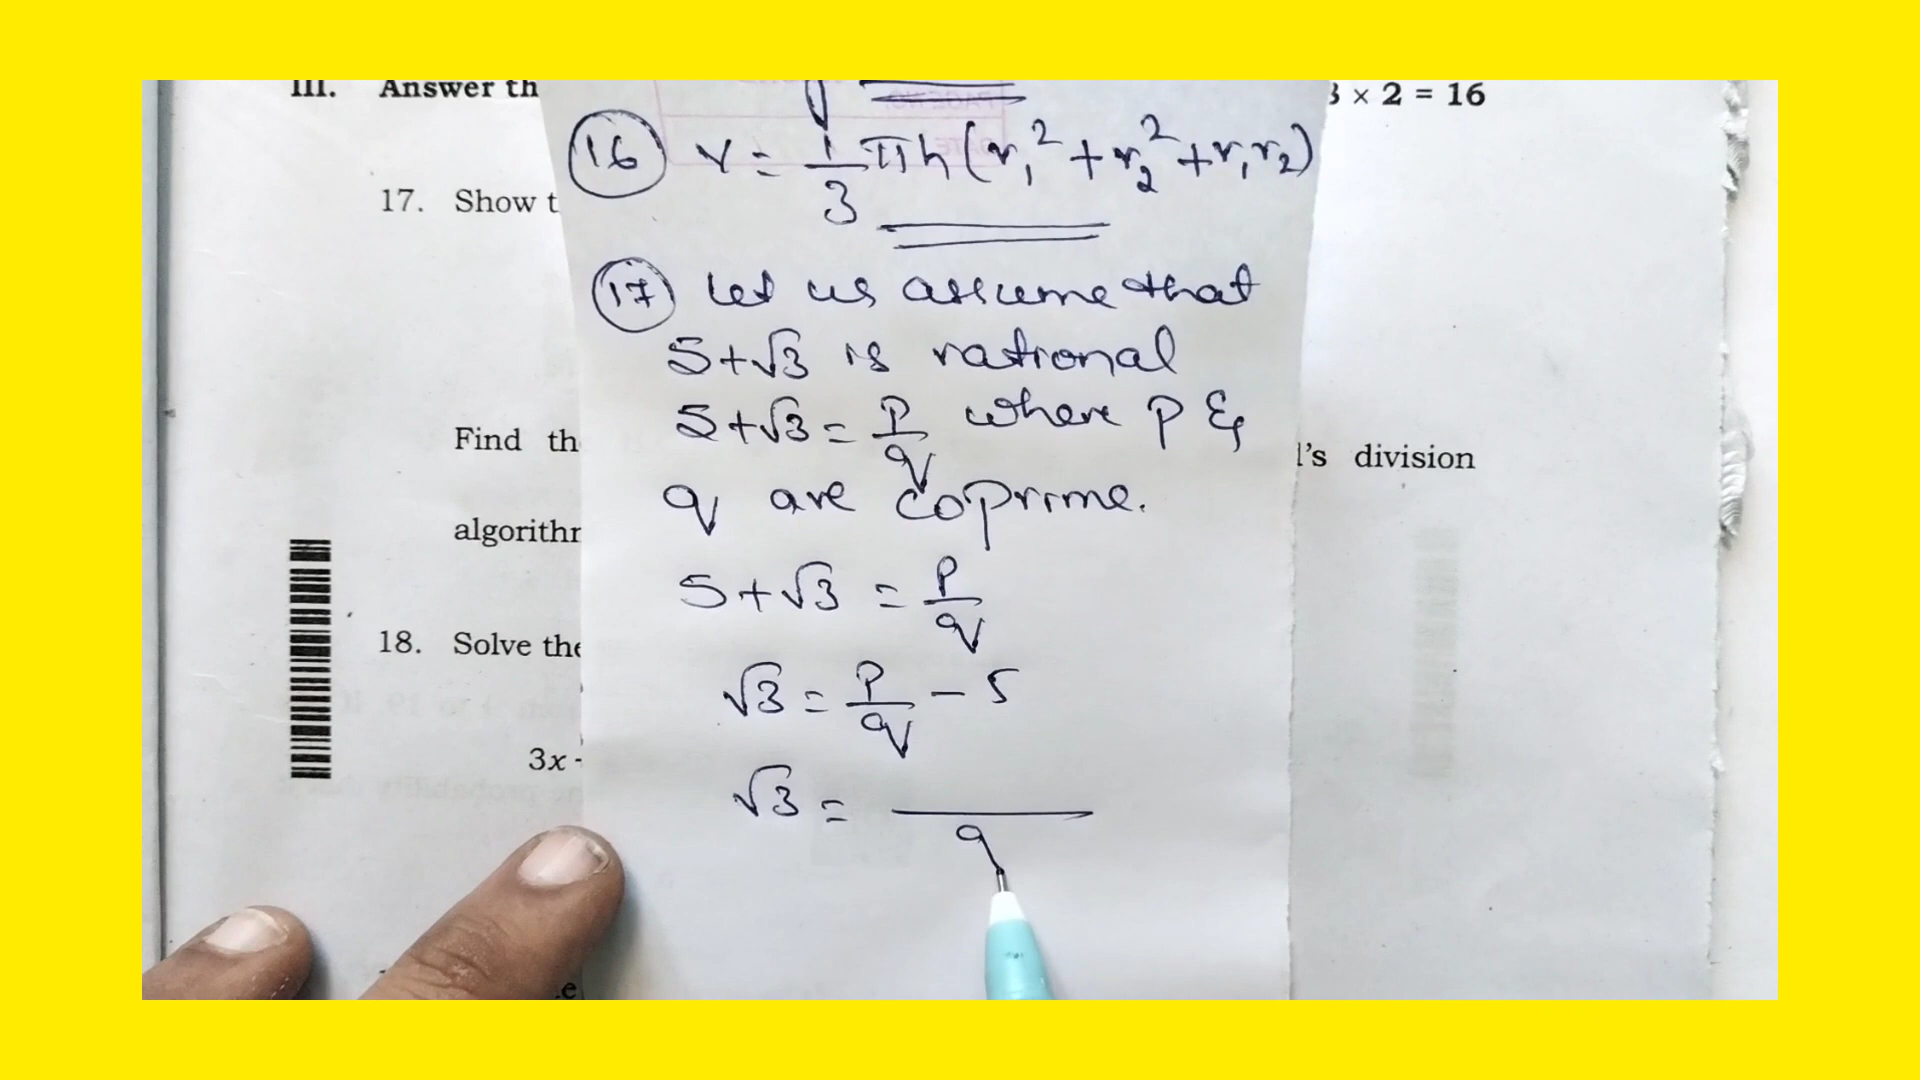 III. Answer th
3 × 2 = 16
16 V = 1/3 πh(r₁² + r₂² + r₁r₂)
17. Show t
17 Let us assume that
5+√3 is rational
5+√3 = p/q where p &
q are coprime.
Find th
l's division
algorithm
5+√3 = p/q
18. Solve the
√3 = p/q - 5
3x -
√3 = /q